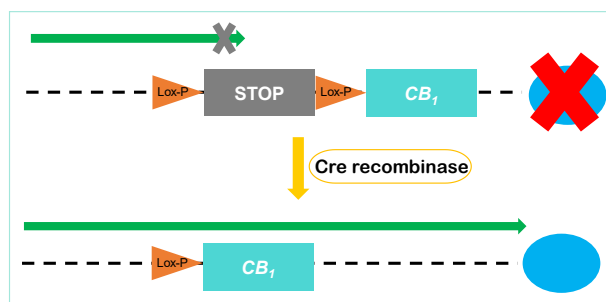 Lox-P STOP Lox-P CB₁
Cre recombinase
Lox-P CB₁